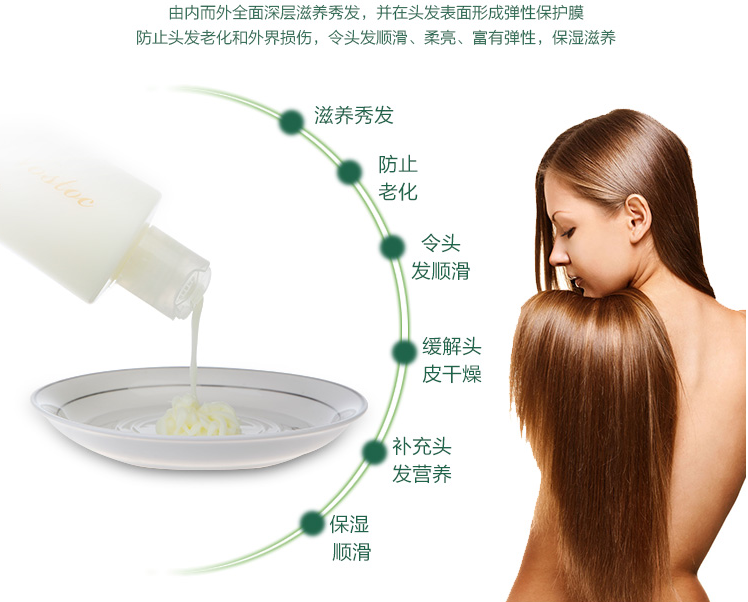 由内而外全面深层滋养秀发，并在头发表面形成弹性保护膜
防止头发老化和外界损伤，令头发顺滑、柔亮、富有弹性，保湿滋养
滋养秀发
防止
老化
令头
发顺滑
缓解头
皮干燥
补充头
发营养
保湿
顺滑